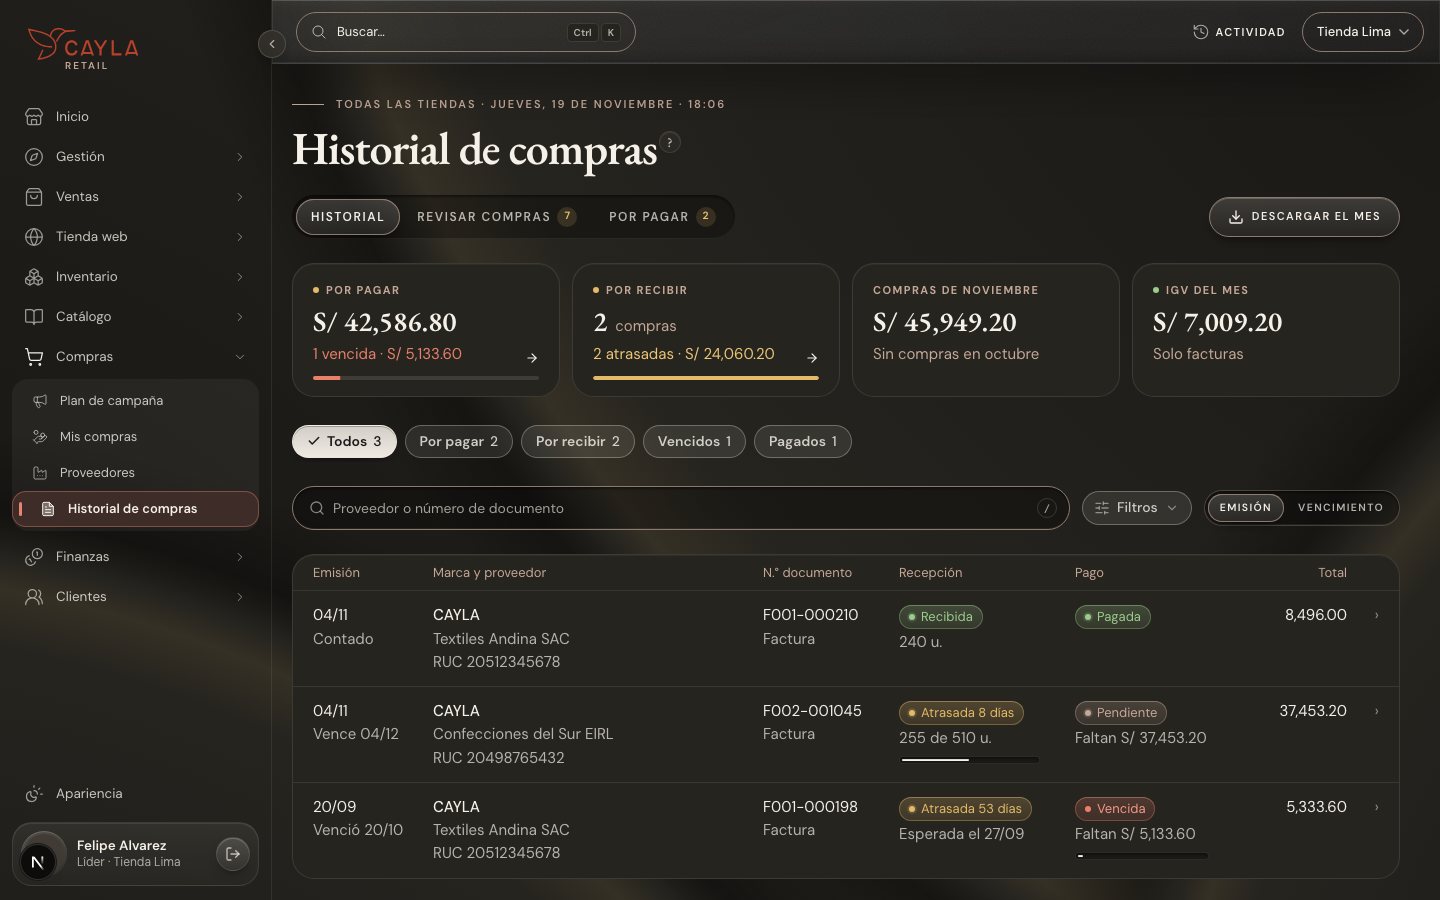 CAYLA
RETAIL
Buscar...
Ctrl K
ACTIVIDAD
Tienda Lima
Inicio
Gestión
Ventas
Tienda web
Inventario
Catálogo
Compras
Plan de campaña
Mis compras
Proveedores
Historial de compras
Finanzas
Clientes
Apariencia
N
Felipe Alvarez
Líder · Tienda Lima
TODAS LAS TIENDAS · JUEVES, 19 DE NOVIEMBRE · 18:06
Historial de compras ?
HISTORIAL
REVISAR COMPRAS 7
POR PAGAR 2
DESCARGAR EL MES
POR PAGAR
S/ 42,586.80
1 vencida · S/ 5,133.60 →
POR RECIBIR
2 compras
2 atrasadas · S/ 24,060.20 →
COMPRAS DE NOVIEMBRE
S/ 45,949.20
Sin compras en octubre
IGV DEL MES
S/ 7,009.20
Solo facturas
Todos 3
Por pagar 2
Por recibir 2
Vencidos 1
Pagados 1
Proveedor o número de documento /
Filtros
EMISIÓN
VENCIMIENTO
Emisión Marca y proveedor N.° documento Recepción Pago Total
04/11 CAYLA F001-000210 Recibida Pagada 8,496.00 ›
Contado Textiles Andina SAC Factura 240 u.
RUC 20512345678
04/11 CAYLA F002-001045 Atrasada 8 días Pendiente 37,453.20 ›
Vence 04/12 Confecciones del Sur EIRL Factura 255 de 510 u. Faltan S/ 37,453.20
RUC 20498765432
20/09 CAYLA F001-000198 Atrasada 53 días Vencida 5,333.60 ›
Venció 20/10 Textiles Andina SAC Factura Esperada el 27/09 Faltan S/ 5,133.60
RUC 20512345678